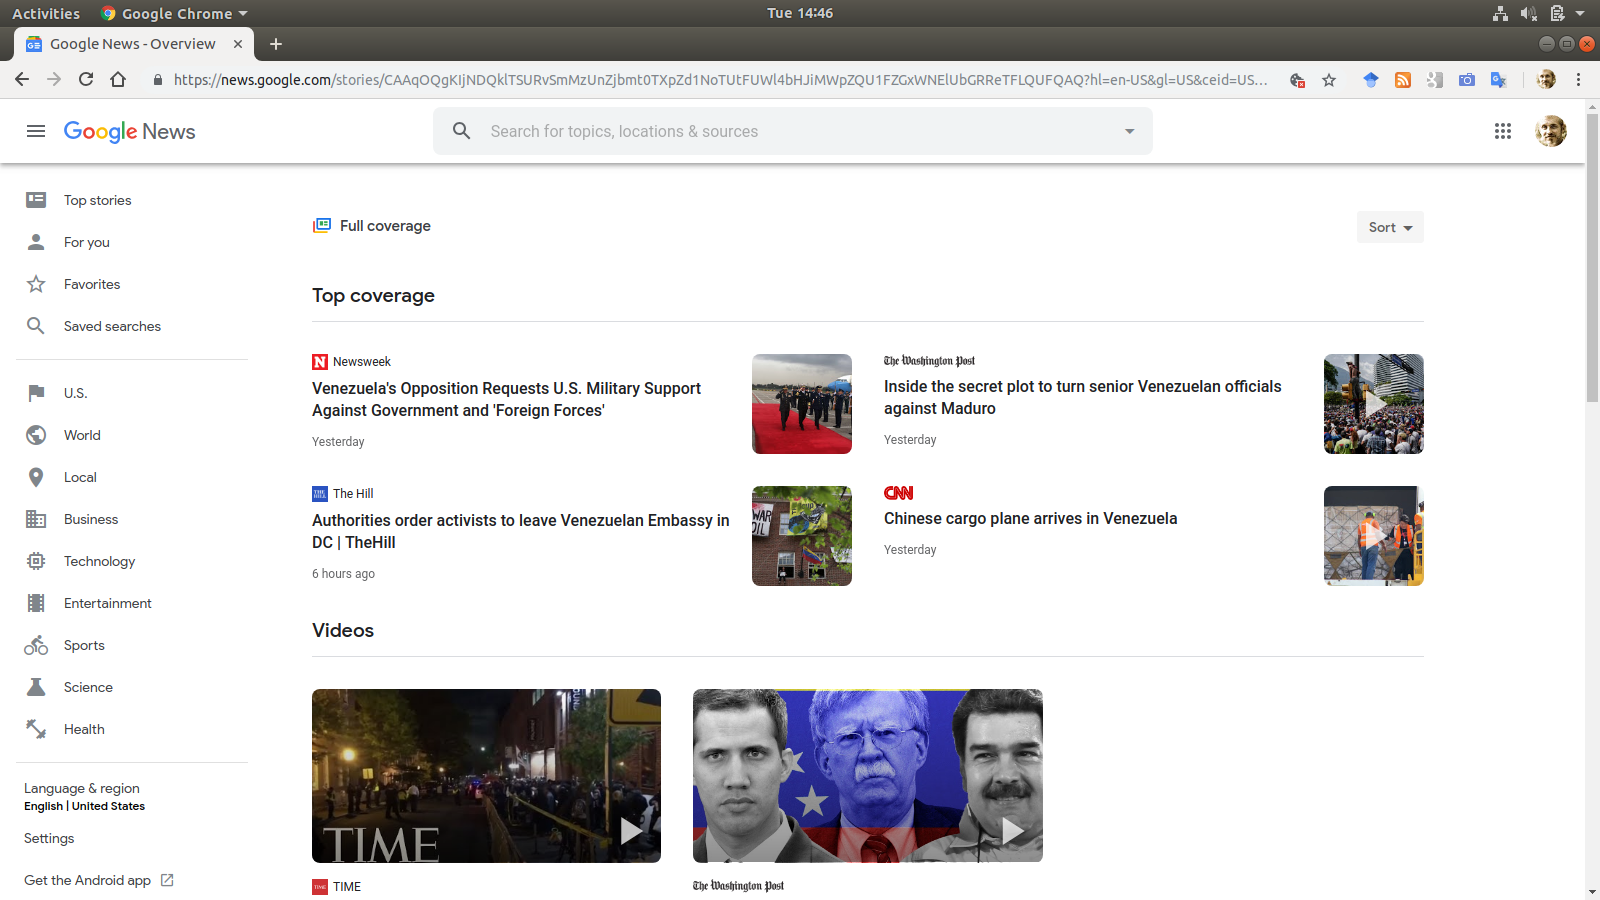 Activities
Google Chrome
Tue 14:46
Google News - Overview
https://news.google.com/stories/CAAqOQgKIjNDQklTSURvSmMzUnZjbmt0TXpZd1NoTUtFUWl4bHJiMWpZQU1FZGxWNElUbGRReTFLQUFQAQ?hl=en-US&gl=US&ceid=US...
Google News
Search for topics, locations & sources
Top stories
For you
Favorites
Saved searches
U.S.
World
Local
Business
Technology
Entertainment
Sports
Science
Health
Language & region
English | United States
Settings
Get the Android app
Full coverage
Sort
Top coverage
Newsweek
Venezuela's Opposition Requests U.S. Military Support
Against Government and 'Foreign Forces'
Yesterday
The Washington Post
Inside the secret plot to turn senior Venezuelan officials
against Maduro
Yesterday
THE HILL
The Hill
Authorities order activists to leave Venezuelan Embassy in
DC | TheHill
6 hours ago
WAR
OIL
CNN
Chinese cargo plane arrives in Venezuela
Yesterday
Videos
TIME
TIME
TIME
The Washington Post